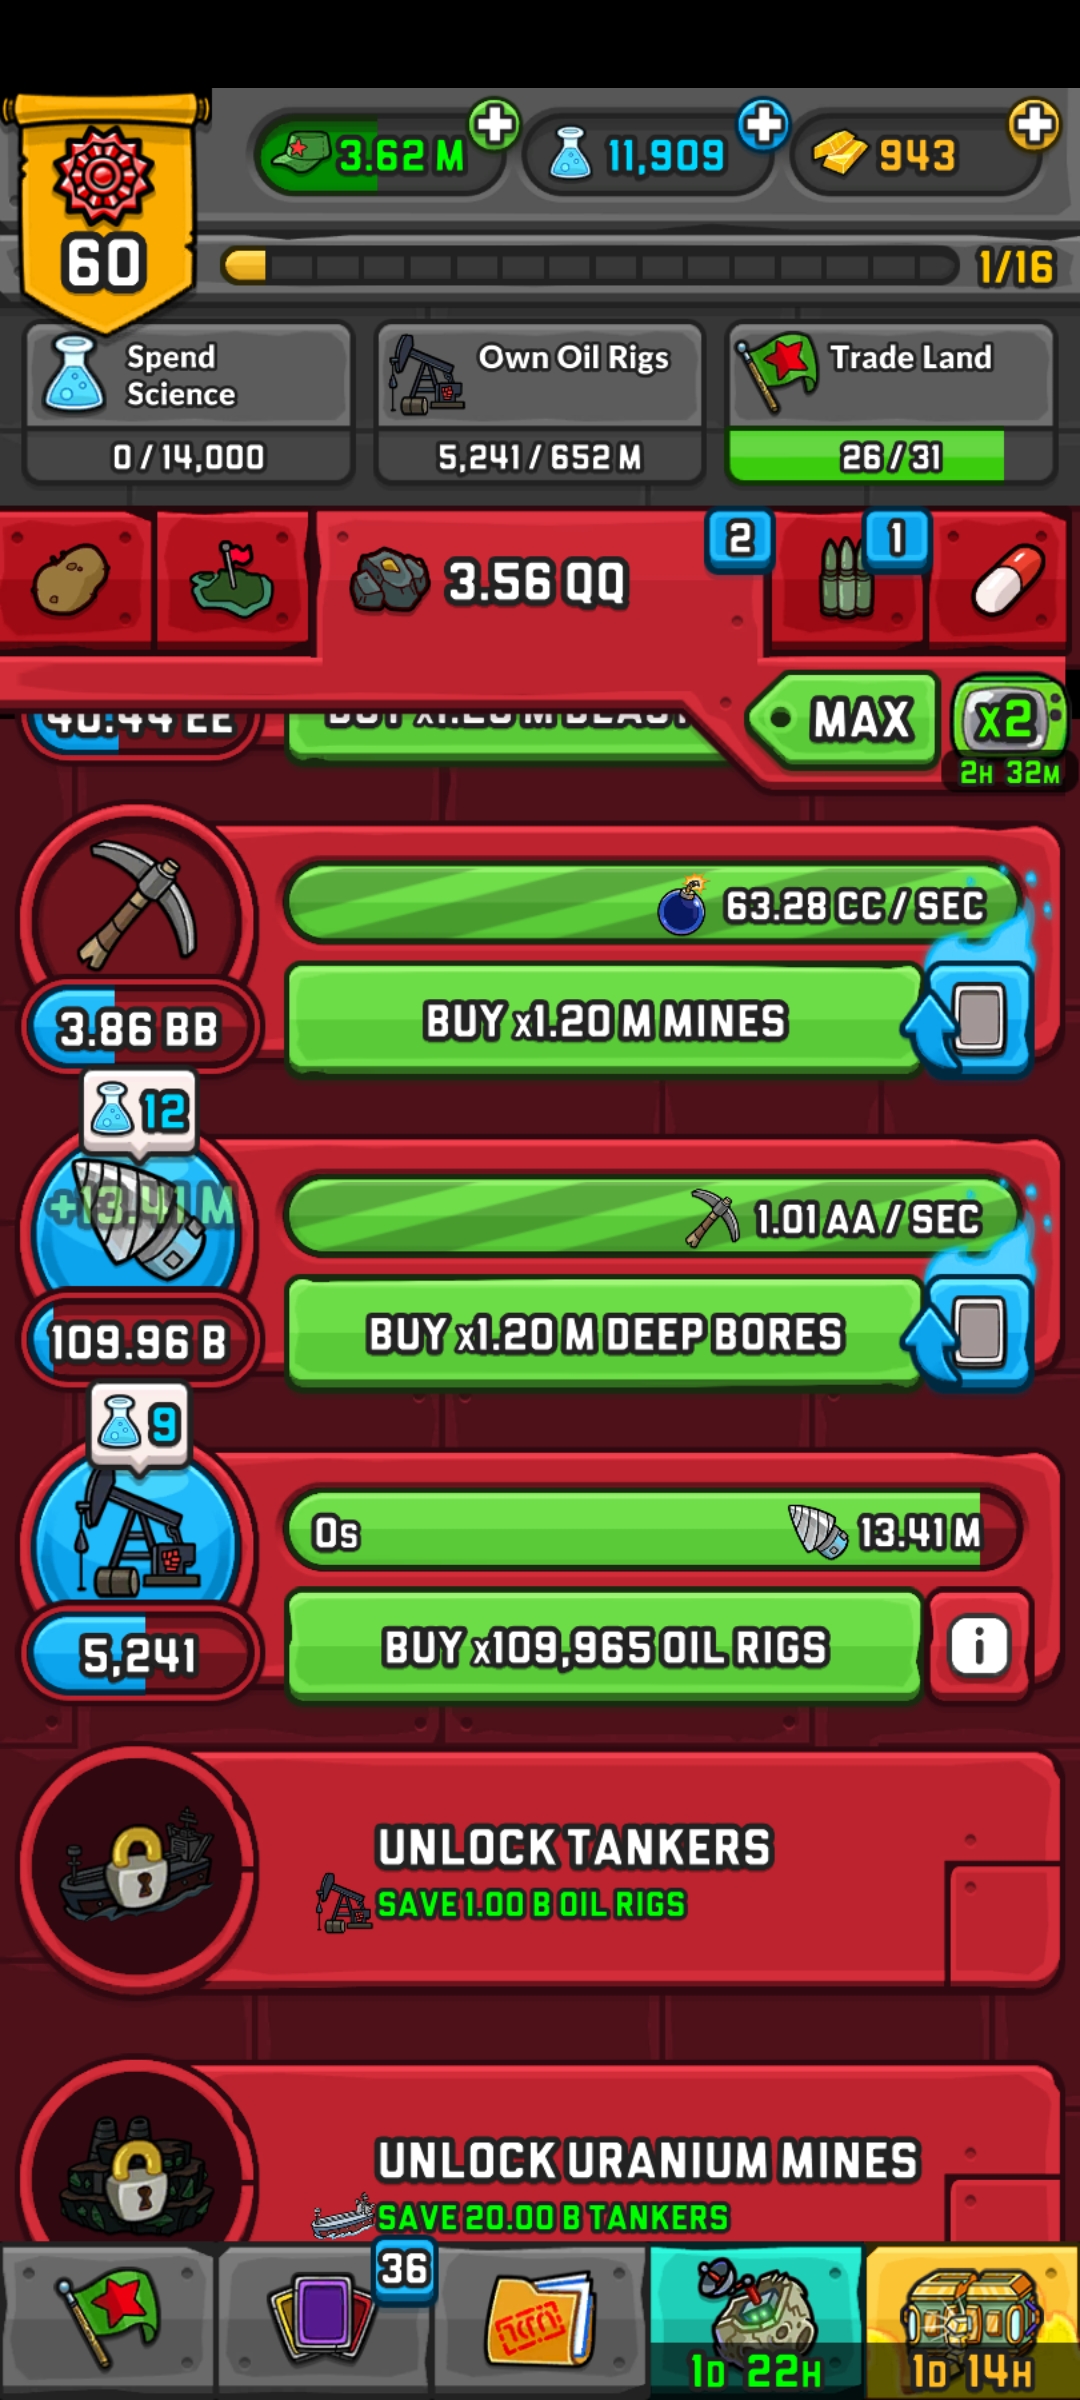 3.62 M
11,909
943
60
1/16
Spend
Science
0/14,000
Own Oil Rigs
5,241/652 M
Trade Land
26/31
3.56 QQ
2
1
MAX
x2
2H 32M
40.44 EE
63.28 CC/SEC
BUY x1.20 M MINES
3.86 BB
12
+13.41 M
1.01 AA/SEC
BUY x1.20 M DEEP BORES
109.96 B
9
0s
13.41 M
BUY x109,965 OIL RIGS
i
5,241
UNLOCK TANKERS
SAVE 1.00 B OIL RIGS
UNLOCK URANIUM MINES
SAVE 20.00 B TANKERS
36
1D 22H
1D 14H